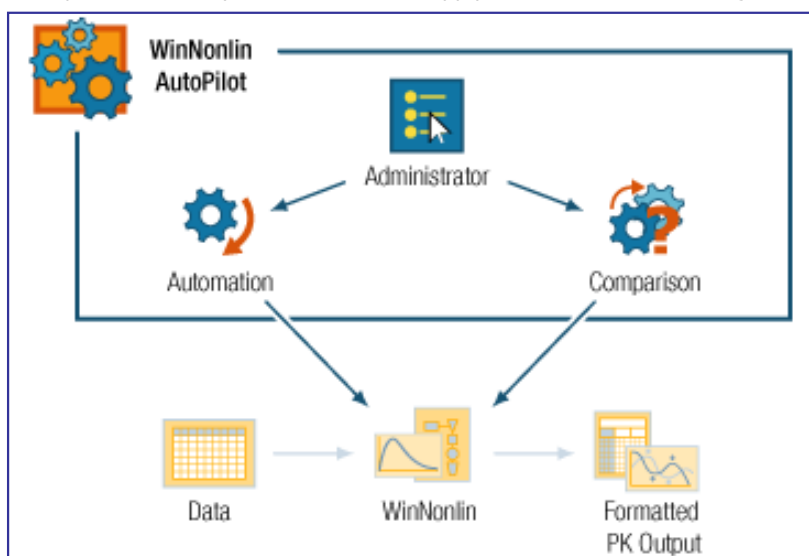 WinNonlin
AutoPilot
Administrator
Automation
Comparison
Data
WinNonlin
Formatted
PK Output